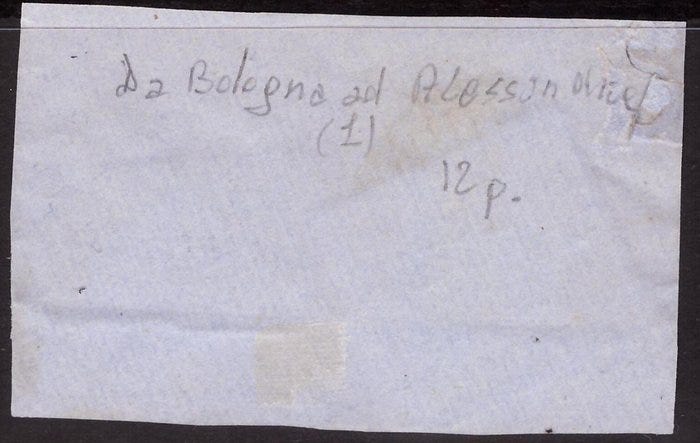 Da Bologna ad Alessandria
(1)
12 p.